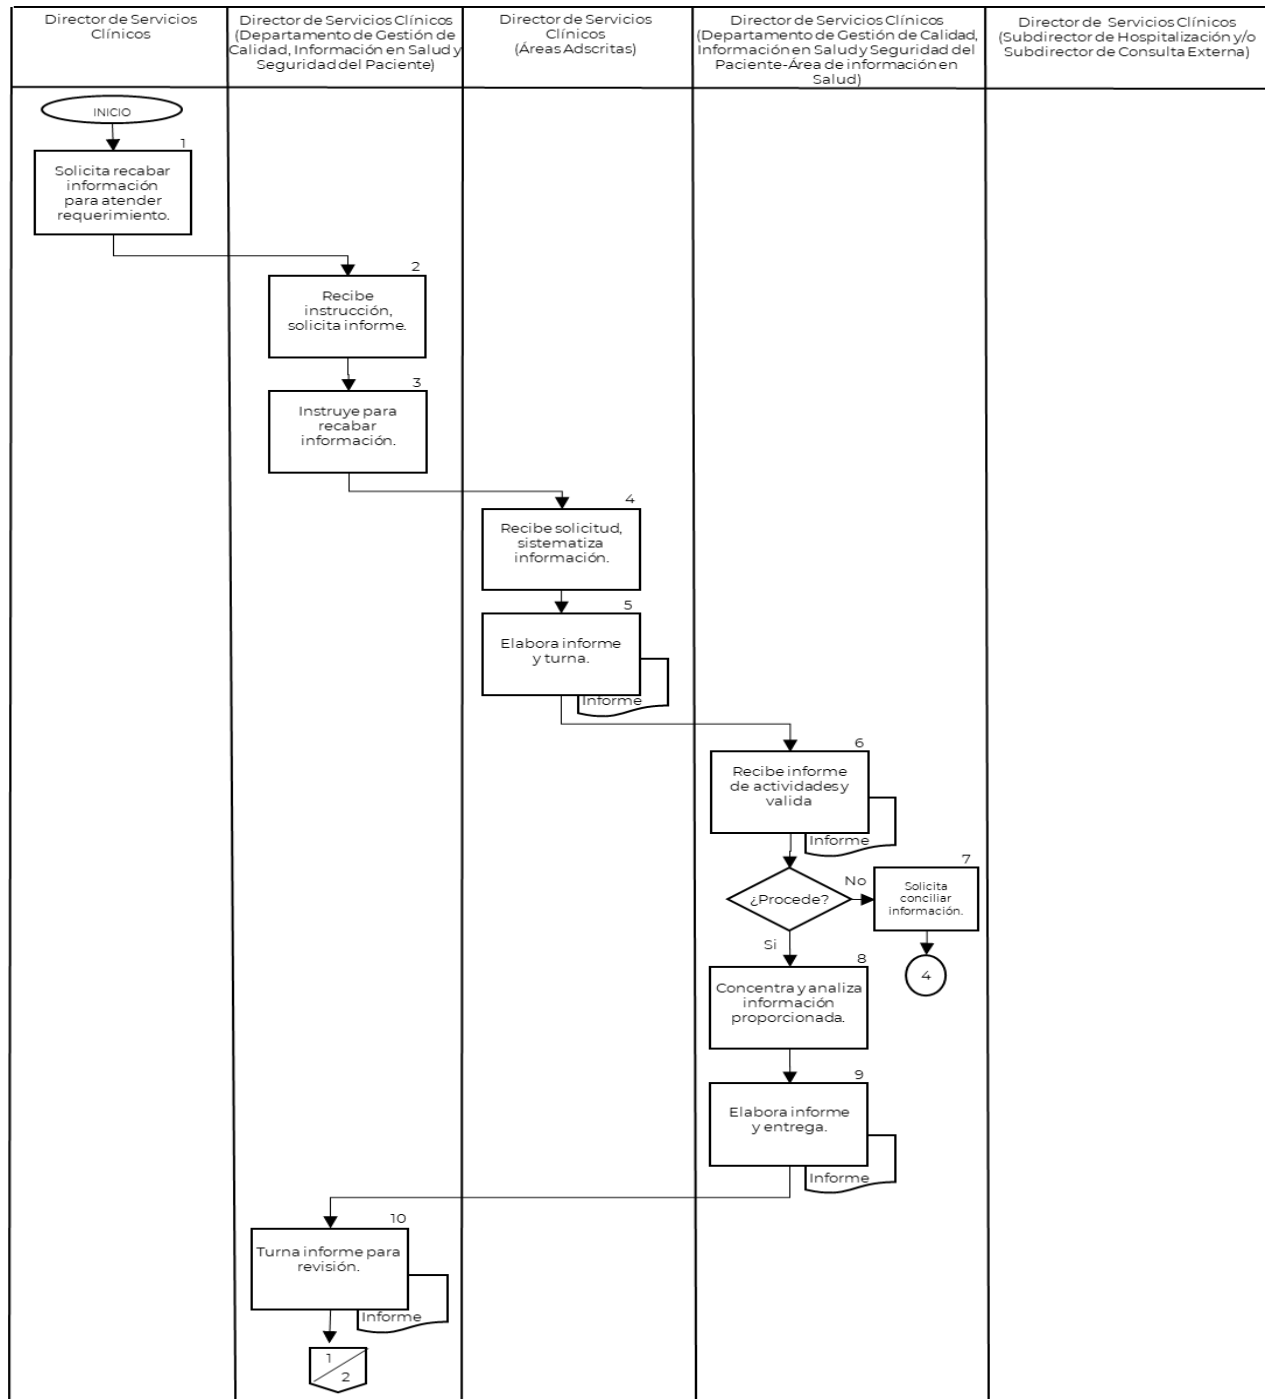 Director de Servicios
Clínicos
Director de Servicios Clínicos
(Departamento de Gestión de
Calidad, Información en Salud y
Seguridad del Paciente)
Director de Servicios
Clínicos
(Áreas Adscritas)
Director de Servicios Clínicos
(Departamento de Gestión de Calidad,
Información en Salud y Seguridad del
Paciente-Área de información en
Salud)
Director de Servicios Clínicos
(Subdirector de Hospitalización y/o
Subdirector de Consulta Externa)
INICIO
1
Solicita recabar
información
para atender
requerimiento.
2
Recibe
instrucción,
solicita informe.
3
Instruye para
recabar
información.
4
Recibe solicitud,
sistematiza
información.
5
Elabora informe
y turna.
Informe
6
Recibe informe
de actividades y
valida
Informe
¿Procede?
No
7
Solicita
conciliar
información.
4
Si
8
Concentra y analiza
información
proporcionada.
9
Elabora informe
y entrega.
Informe
10
Turna informe para
revisión.
Informe
1
2